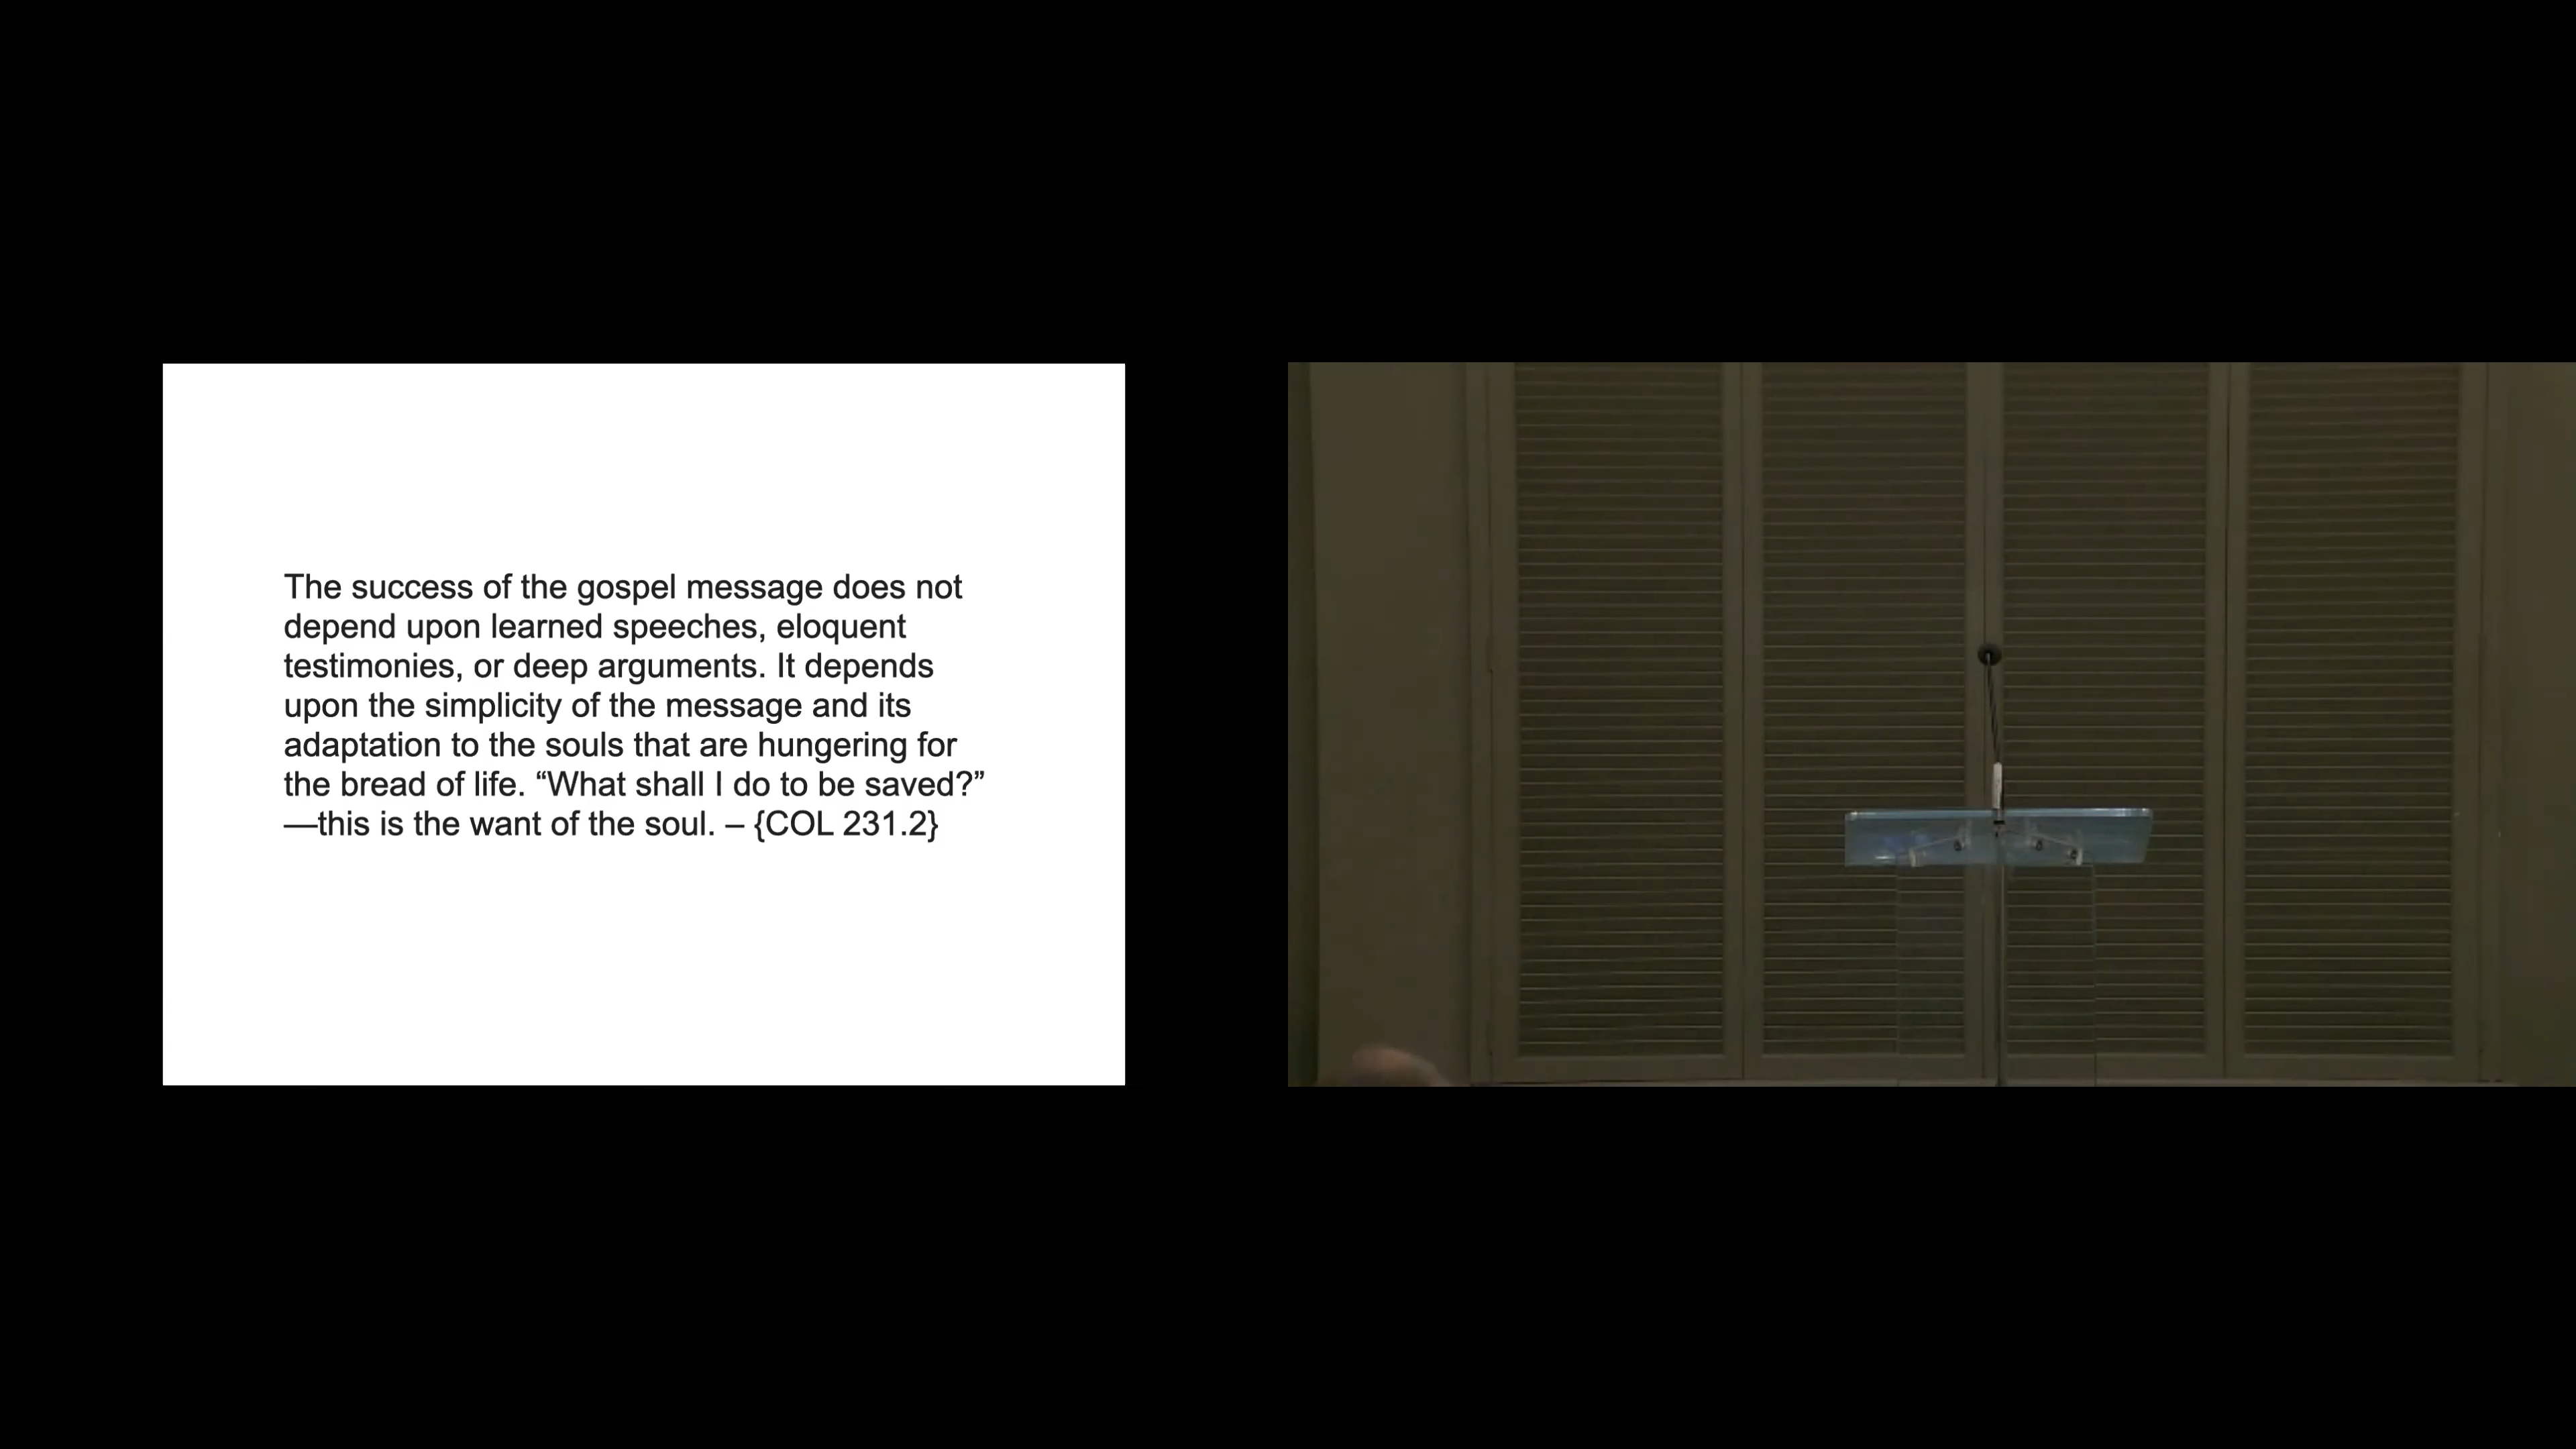 The success of the gospel message does not
depend upon learned speeches, eloquent
testimonies, or deep arguments. It depends
upon the simplicity of the message and its
adaptation to the souls that are hungering for
the bread of life. “What shall I do to be saved?”
—this is the want of the soul. – {COL 231.2}